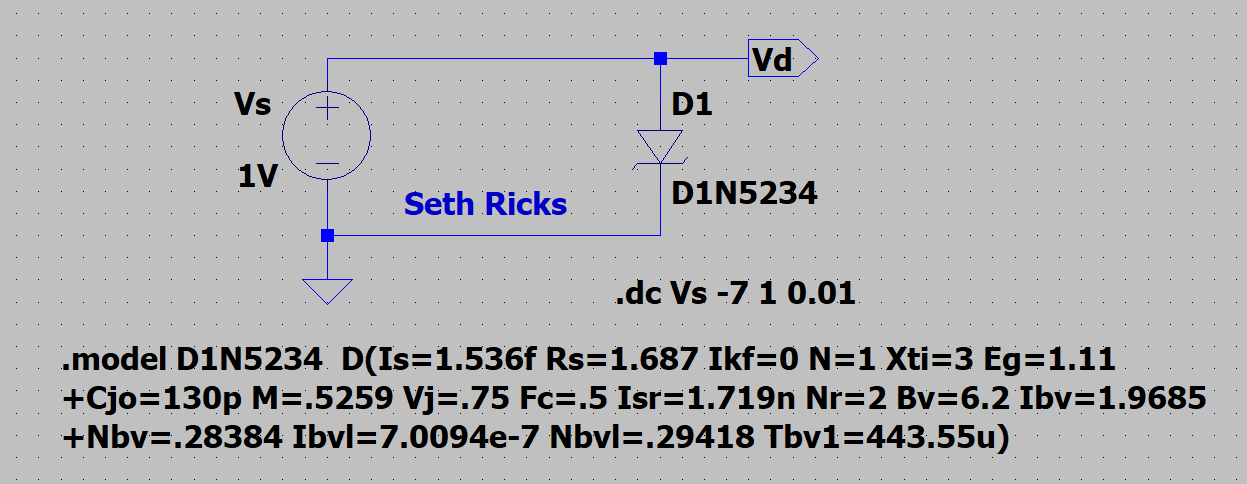 Vd
Vs
D1
1V
D1N5234
Seth Ricks
.dc Vs -7 1 0.01
.model D1N5234 D(Is=1.536f Rs=1.687 Ikf=0 N=1 Xti=3 Eg=1.11
+Cjo=130p M=.5259 Vj=.75 Fc=.5 Isr=1.719n Nr=2 Bv=6.2 Ibv=1.9685
+Nbv=.28384 Ibvl=7.0094e-7 Nbvl=.29418 Tbv1=443.55u)